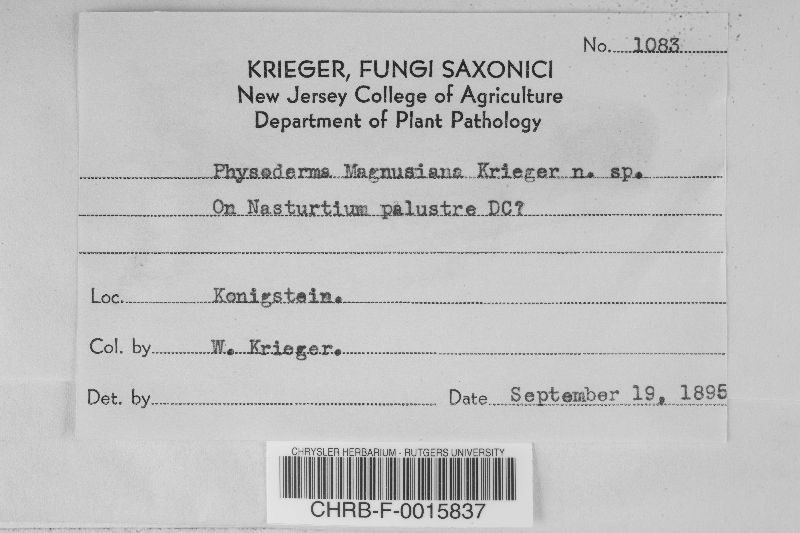 No. 1083
KRIEGER, FUNGI SAXONICI
New Jersey College of Agriculture
Department of Plant Pathology
Physoderma Magnusiana Krieger n. sp.
On Nasturtium palustre DC?
Loc. Konigstein.
Col. by W. Krieger.
Det. by Date September 19, 1895
CHRYSLER HERBARIUM - RUTGERS UNIVERSITY
CHRB-F-0015837